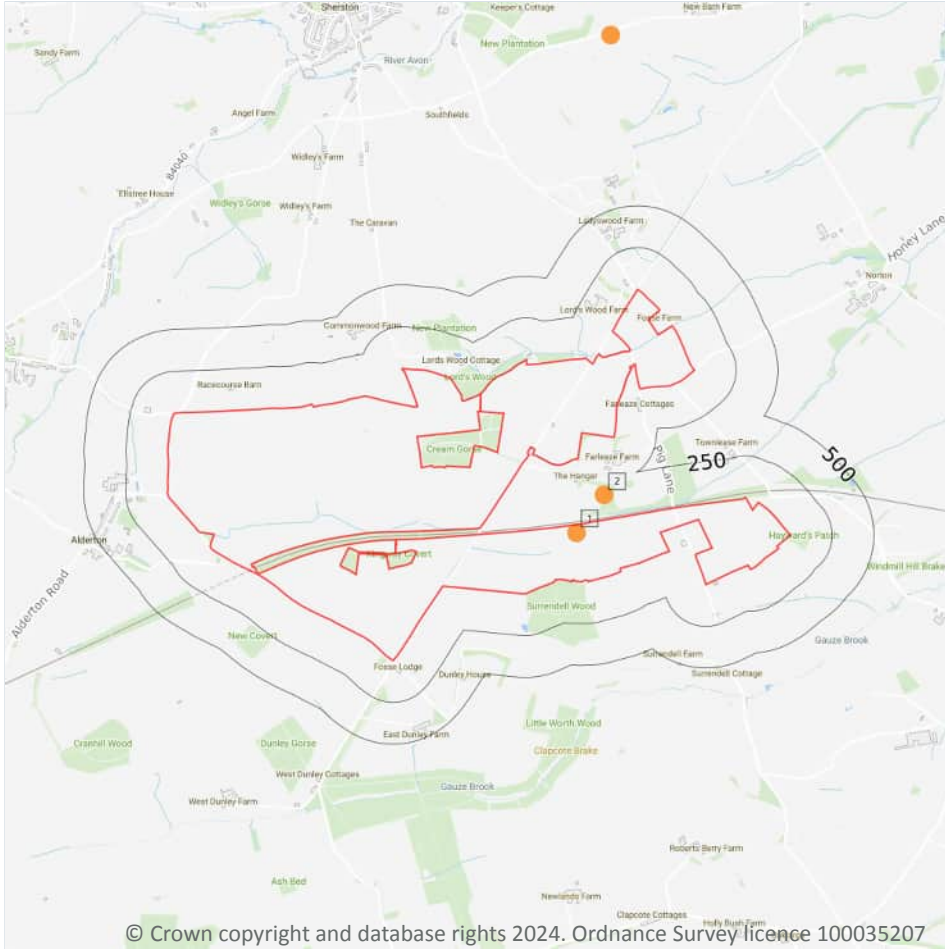 Sherston
Keeper's Cottage
New Barn Farm
New Plantation
Sandy Farm
River Avon
Angel Farm
Southfields
B4040
Widley's Farm
Elstree House
Widley's Gorse
Widley's Farm
The Caravan
Ladyswood Farm
Honey Lane
Norton
Lord's Wood Farm
Fosse Farm
Commonwood Farm
New Plantation
Lords Wood Cottage
Lord's Wood
Racecourse Barn
Farleaze Cottages
Cream Gorse
Townlease Farm
Farleaze Farm
Pig Lane
250
500
The Hangar
2
1
Alderton
Hayward's Patch
Windmill Hill Brake
Alderton Road
Surrendell Wood
New Covert
Gauze Brook
Surrendell Farm
Fosse Lodge
Dunley House
Surrendell Cottage
Little Worth Wood
East Dunley Farm
Cranhill Wood
Dunley Gorse
Clapcote Brake
West Dunley Cottages
Gauze Brook
West Dunley Farm
Roberts Berry Farm
Ash Bed
Newlands Farm
Clapcote Cottages
Holly Bush Farm
© Crown copyright and database rights 2024. Ordnance Survey licence 100035207